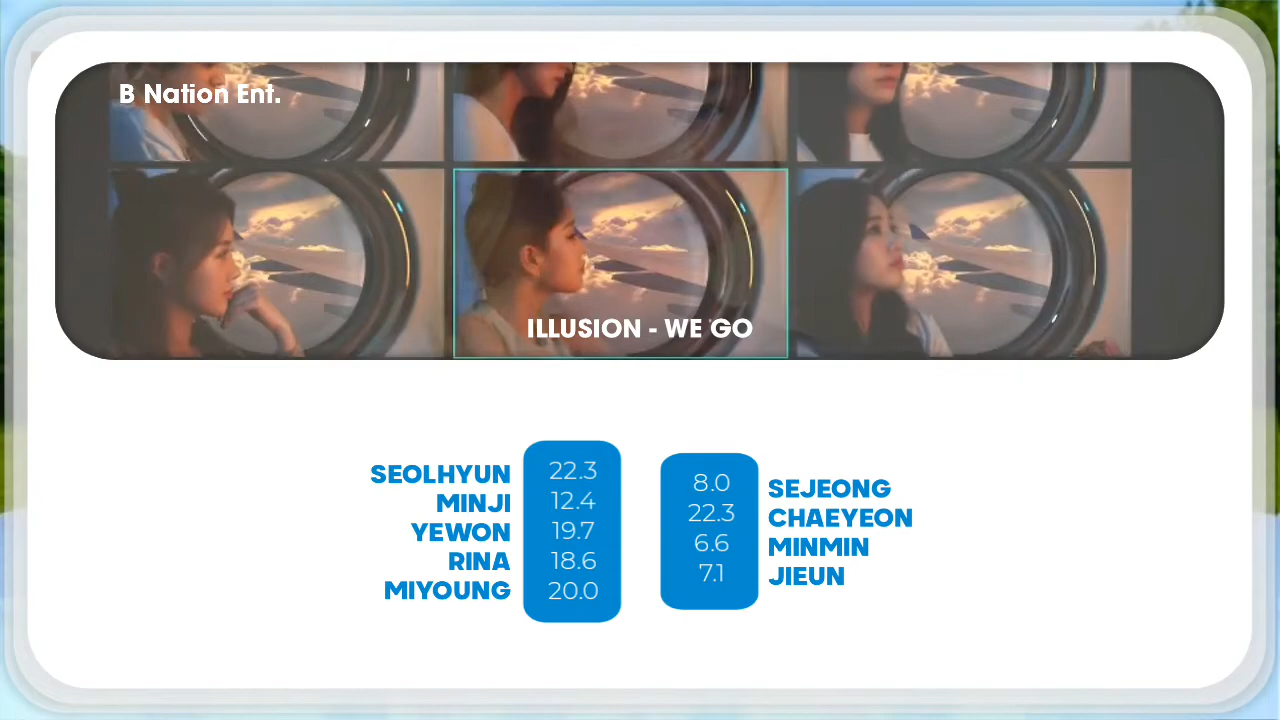 B Nation Ent.
ILLUSION - WE GO
SEOLHYUN 22.3
MINJI 12.4
YEWON 19.7
RINA 18.6
MIYOUNG 20.0
8.0 SEJEONG
22.3 CHAEYEON
6.6 MINMIN
7.1 JIEUN